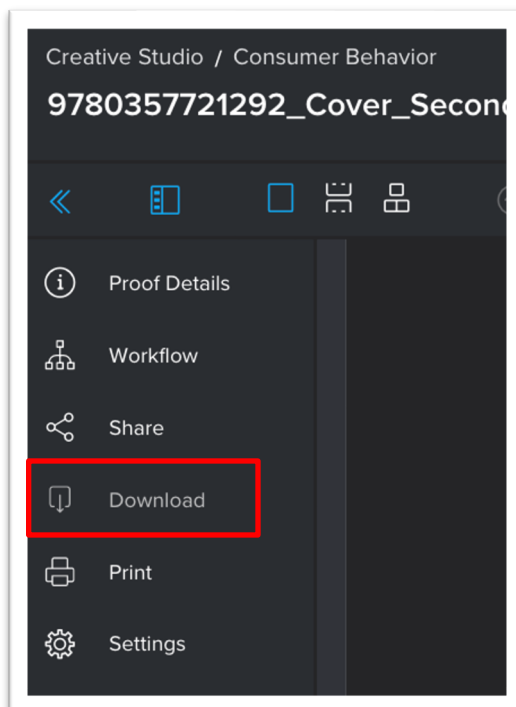 Creative Studio / Consumer Behavior
9780357721292_Cover_Secon
Proof Details
Workflow
Share
Download
Print
Settings